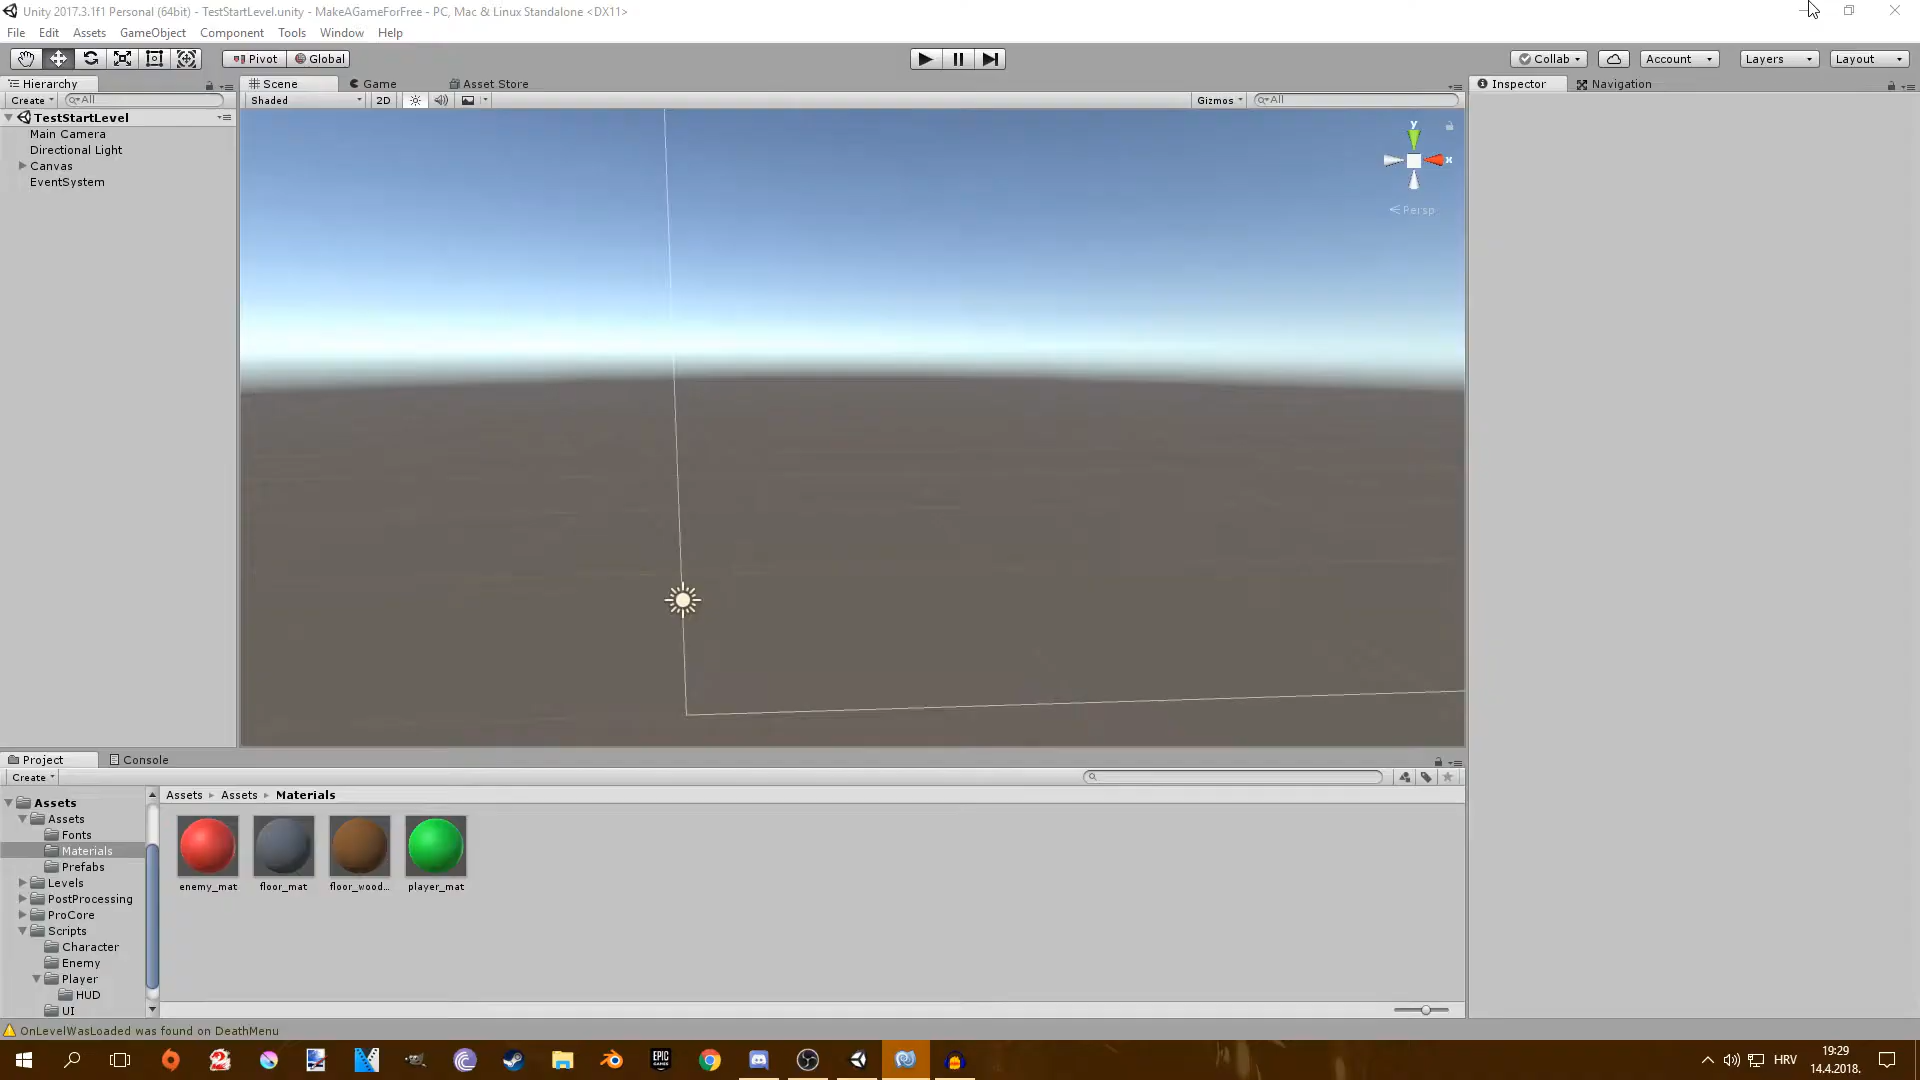 Unity 2017.3.1f1 Personal (64bit) - TestStartLevel.unity - MakeAGameForFree - PC, Mac & Linux Standalone <DX11>
File Edit Assets GameObject Component Tools Window Help
Pivot Global Collab Account Layers Layout
Hierarchy Scene Game Asset Store Inspector Navigation
Create All Shaded 2D Gizmos All
TestStartLevel
Main Camera
Directional Light
Canvas
EventSystem
y
x
Persp
Project Console
Create
Assets
Assets
Fonts
Materials
Prefabs
Levels
PostProcessing
ProCore
Scripts
Character
Enemy
Player
HUD
UI
Assets Assets Materials
enemy_mat floor_mat floor_wood... player_mat
OnLevelWasLoaded was found on DeathMenu
EPIC GAMES
HRV
19:29
14.4.2018.